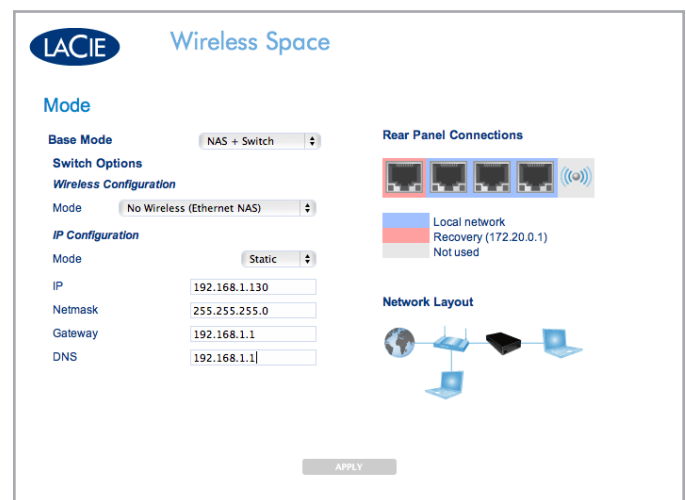 LACIE
Wireless Space
Mode
Base Mode
NAS + Switch
Switch Options
Wireless Configuration
Mode
No Wireless (Ethernet NAS)
IP Configuration
Mode
Static
IP
192.168.1.130
Netmask
255.255.255.0
Gateway
192.168.1.1
DNS
192.168.1.1
Rear Panel Connections
Local network
Recovery (172.20.0.1)
Not used
Network Layout
APPLY